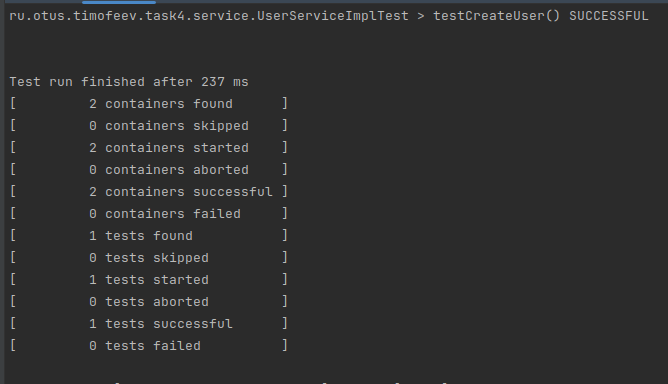 ru.otus.timofeev.task4.service.UserServiceImplTest > testCreateUser() SUCCESSFUL
Test run finished after 237 ms
[         2 containers found      ]
[         0 containers skipped    ]
[         2 containers started    ]
[         0 containers aborted    ]
[         2 containers successful ]
[         0 containers failed     ]
[         1 tests found           ]
[         0 tests skipped         ]
[         1 tests started         ]
[         0 tests aborted         ]
[         1 tests successful      ]
[         0 tests failed          ]